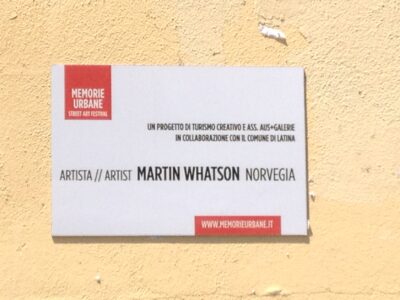 MEMORIE
URBANE
STREET ART FESTIVAL
UN PROGETTO DI TURISMO CREATIVO E ASS. AUS+GALERIE
IN COLLABORAZIONE CON IL COMUNE DI LATINA
ARTISTA // ARTIST MARTIN WHATSON NORVEGIA
WWW.MEMORIEURBANE.IT